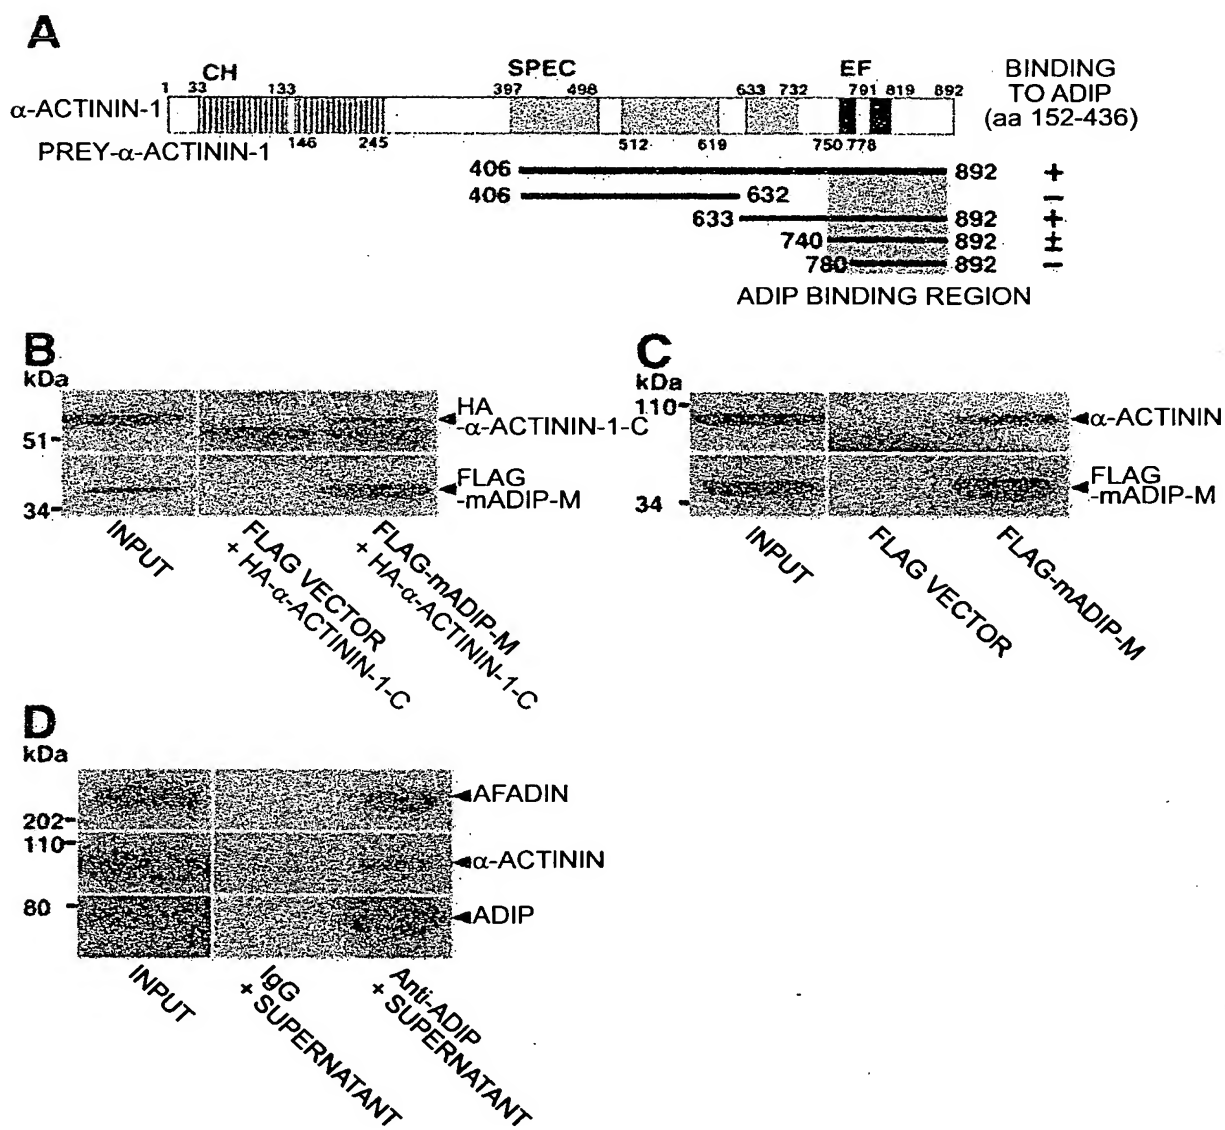 A
CH
SPEC
EF
BINDING
TO ADIP
(aa 152-436)
1 33 133 397 498 633 732 791 819 892
α-ACTININ-1
146 245 512 619 750 778
PREY-α-ACTININ-1
406 892 +
406 632 −
633 892 +
740 892 ±
780 892 −
ADIP BINDING REGION
B
kDa
51
34
HA
-α-ACTININ-1-C
FLAG
-mADIP-M
INPUT
FLAG VECTOR
+ HA-α-ACTININ-1-C
FLAG-mADIP-M
+ HA-α-ACTININ-1-C
C
kDa
110
34
α-ACTININ
FLAG
-mADIP-M
INPUT
FLAG VECTOR
FLAG-mADIP-M
D
kDa
202
110
80
AFADIN
α-ACTININ
ADIP
INPUT
IgG
+ SUPERNATANT
Anti-ADIP
+ SUPERNATANT